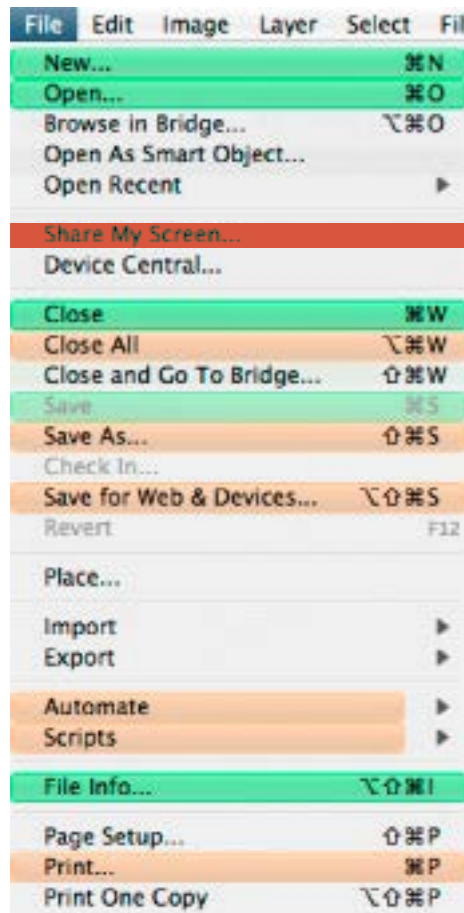 File Edit Image Layer Select Fil
New... ⌘N
Open... ⌘O
Browse in Bridge... ⌥⌘O
Open As Smart Object...
Open Recent ▶
Share My Screen...
Device Central...
Close ⌘W
Close All ⌥⌘W
Close and Go To Bridge... ⇧⌘W
Save ⌘S
Save As... ⇧⌘S
Check In...
Save for Web & Devices... ⌥⇧⌘S
Revert F12
Place...
Import ▶
Export ▶
Automate ▶
Scripts ▶
File Info... ⌥⇧⌘I
Page Setup... ⇧⌘P
Print... ⌘P
Print One Copy ⌥⇧⌘P